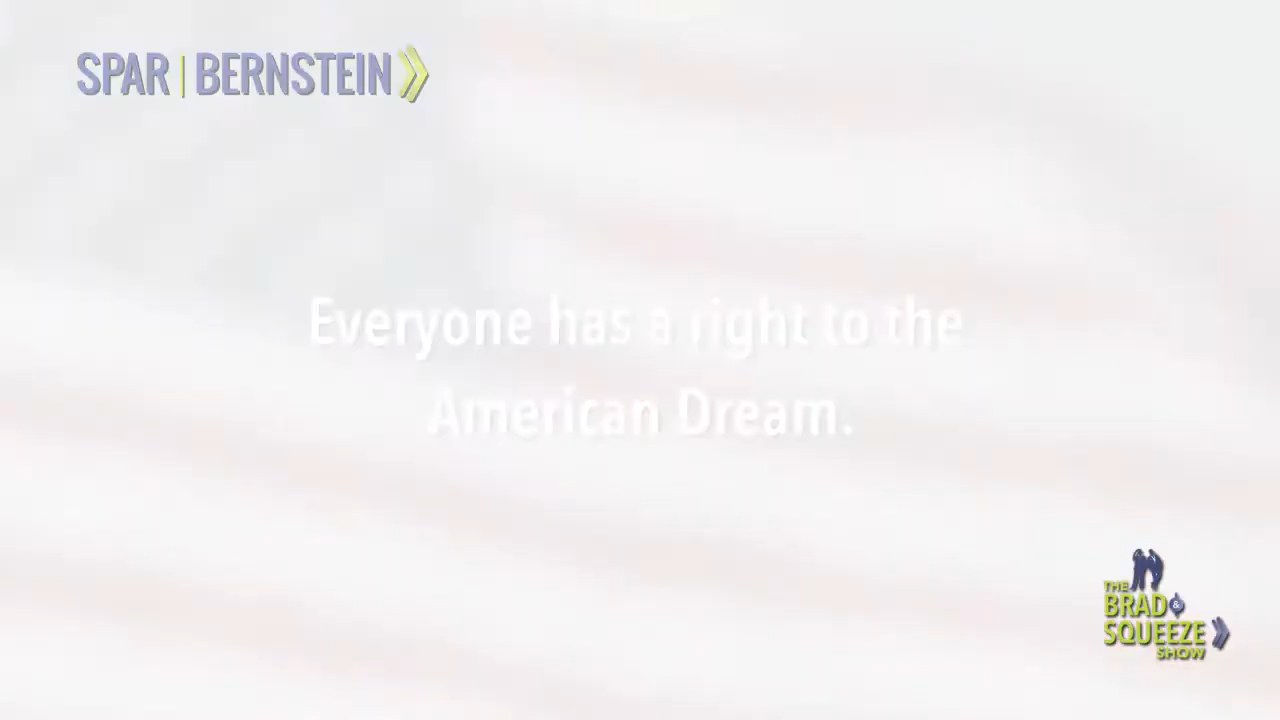 SPAR | BERNSTEIN
Everyone has a right to the
American Dream.
THE
BRAD &
SQUEEZE
SHOW